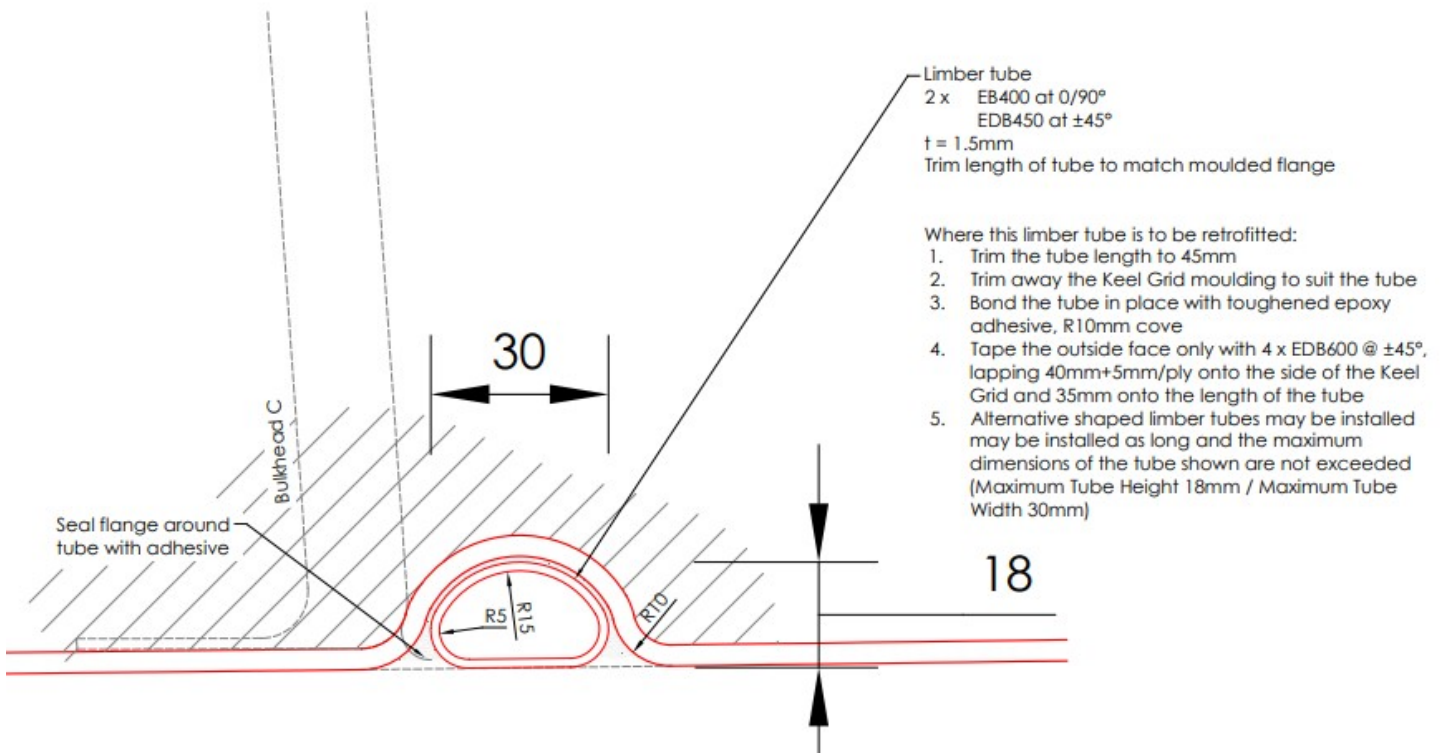 Limber tube
2 x EB400 at 0/90°
EDB450 at ±45°
t = 1.5mm
Trim length of tube to match moulded flange
Where this limber tube is to be retrofitted:
1. Trim the tube length to 45mm
2. Trim away the Keel Grid moulding to suit the tube
3. Bond the tube in place with toughened epoxy
adhesive, R10mm cove
4. Tape the outside face only with 4 x EDB600 @ ±45°,
lapping 40mm+5mm/ply onto the side of the Keel
Grid and 35mm onto the length of the tube
5. Alternative shaped limber tubes may be installed
may be installed as long and the maximum
dimensions of the tube shown are not exceeded
(Maximum Tube Height 18mm / Maximum Tube
Width 30mm)
30
Bulkhead C
Seal flange around
tube with adhesive
18
R5
R15
R10